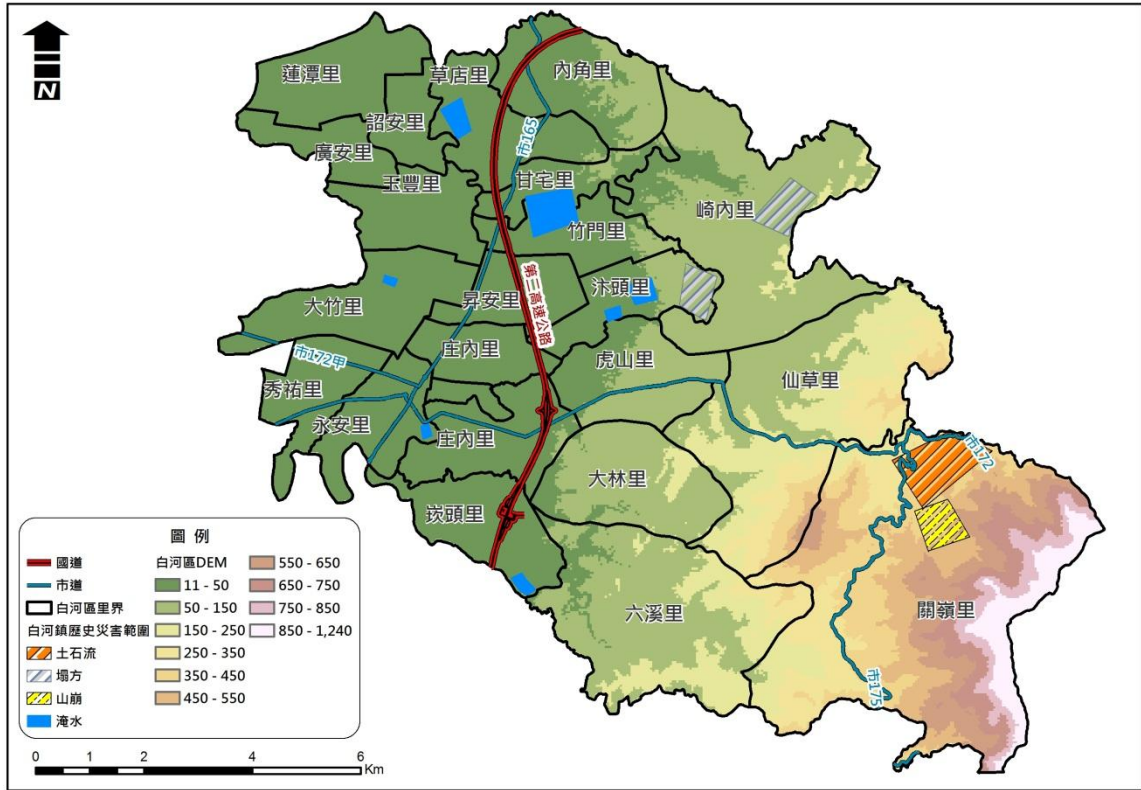 N
蓮潭里
草店里
內角里
詔安里
市165
廣安里
玉豐里
甘宅里
崎內里
竹門里
第三高速公路
汴頭里
昇安里
大竹里
庄內里
虎山里
仙草里
市172甲
秀祐里
永安里
庄內里
市172
大林里
崁頭里
六溪里
關嶺里
市175
圖例
國道
市道
白河區里界
白河鎮歷史災害範圍
土石流
塌方
山崩
淹水
白河區DEM
11 - 50
50 - 150
150 - 250
250 - 350
350 - 450
450 - 550
550 - 650
650 - 750
750 - 850
850 - 1,240
0 1 2 4 6
Km